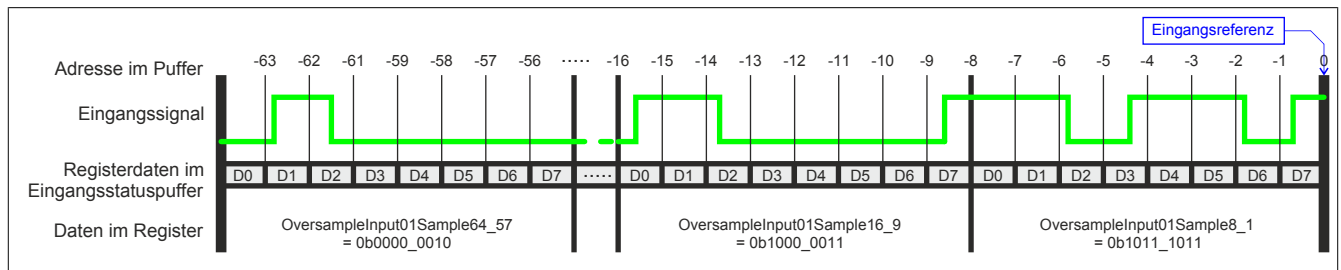 Eingangsreferenz
Adresse im Puffer -63 -62 -61 -59 -58 -57 -56 ····· -16 -15 -14 -13 -12 -11 -10 -9 -8 -7 -6 -5 -4 -3 -2 -1 0
Eingangssignal
Registerdaten im
Eingangsstatuspuffer
D0 D1 D2 D3 D4 D5 D6 D7 ····· D0 D1 D2 D3 D4 D5 D6 D7 D0 D1 D2 D3 D4 D5 D6 D7
Daten im Register
OversampleInput01Sample64_57
= 0b0000_0010
OversampleInput01Sample16_9
= 0b1000_0011
OversampleInput01Sample8_1
= 0b1011_1011